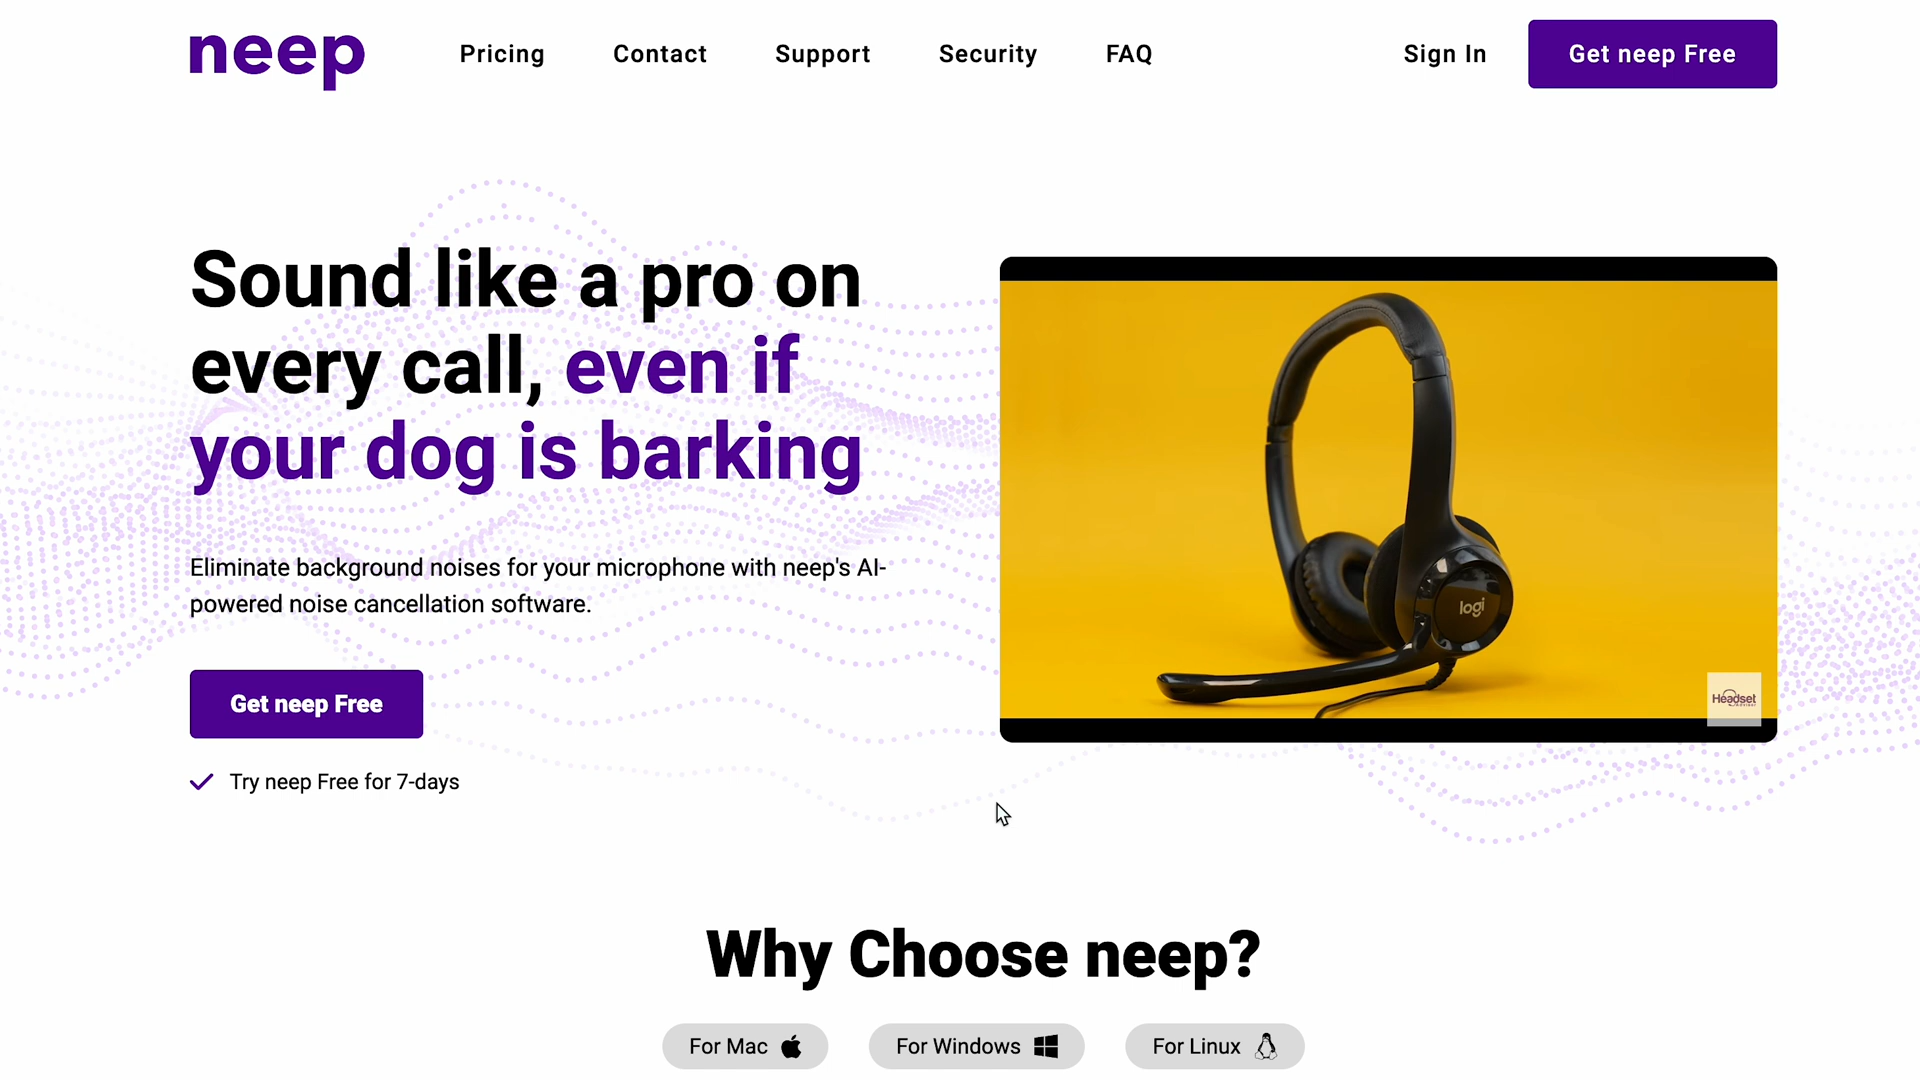 neep
Pricing
Contact
Support
Security
FAQ
Sign In
Get neep Free
Sound like a pro on
every call, even if
your dog is barking
Eliminate background noises for your microphone with neep's AI-
powered noise cancellation software.
Get neep Free
Try neep Free for 7-days
logi
Headset
Why Choose neep?
For Mac
For Windows
For Linux